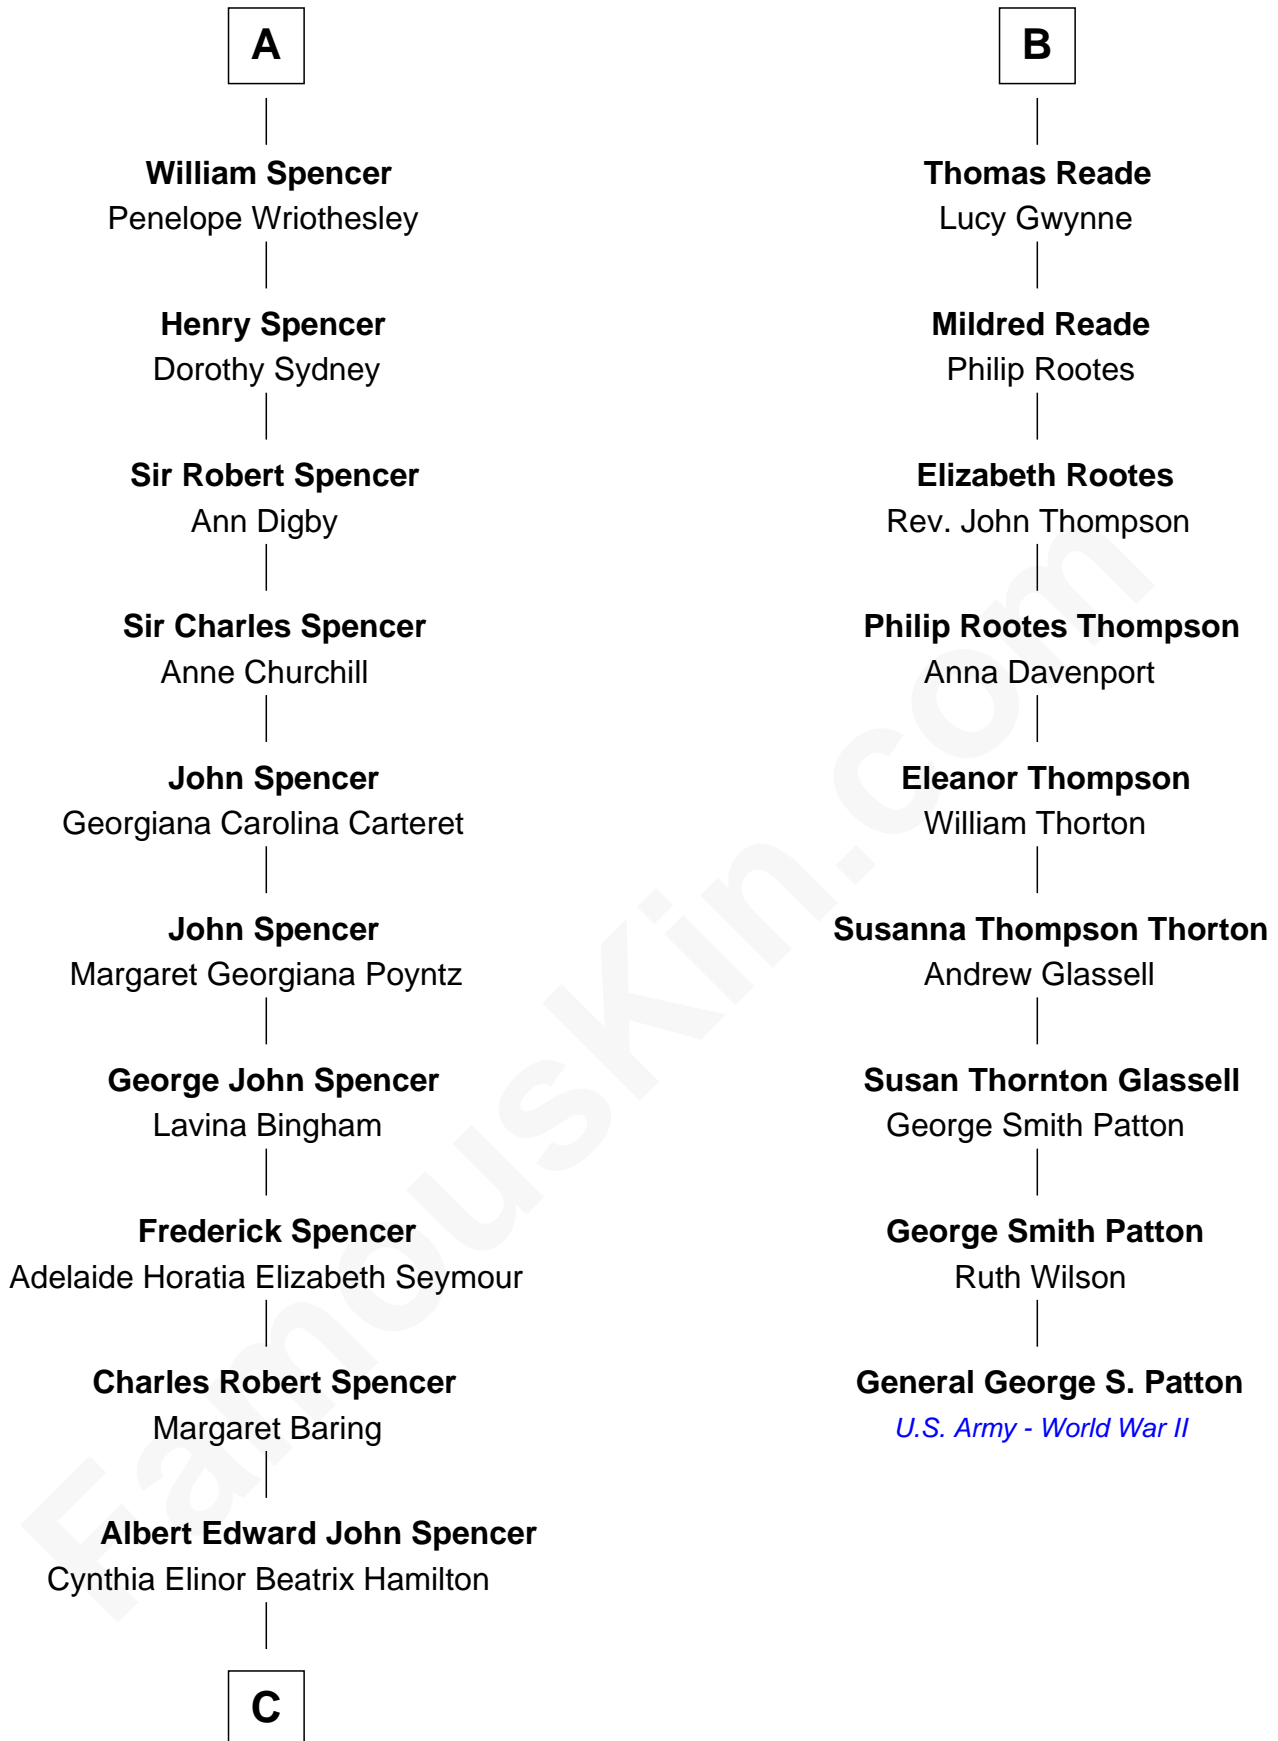 A
William Spencer
Penelope Wriothesley
Henry Spencer
Dorothy Sydney
Sir Robert Spencer
Ann Digby
Sir Charles Spencer
Anne Churchill
John Spencer
Georgiana Carolina Carteret
John Spencer
Margaret Georgiana Poyntz
George John Spencer
Lavina Bingham
Frederick Spencer
Adelaide Horatia Elizabeth Seymour
Charles Robert Spencer
Margaret Baring
Albert Edward John Spencer
Cynthia Elinor Beatrix Hamilton
C
B
Thomas Reade
Lucy Gwynne
Mildred Reade
Philip Rootes
Elizabeth Rootes
Rev. John Thompson
Philip Rootes Thompson
Anna Davenport
Eleanor Thompson
William Thorton
Susanna Thompson Thorton
Andrew Glassell
Susan Thornton Glassell
George Smith Patton
George Smith Patton
Ruth Wilson
General George S. Patton
U.S. Army - World War II
FamousKin.com